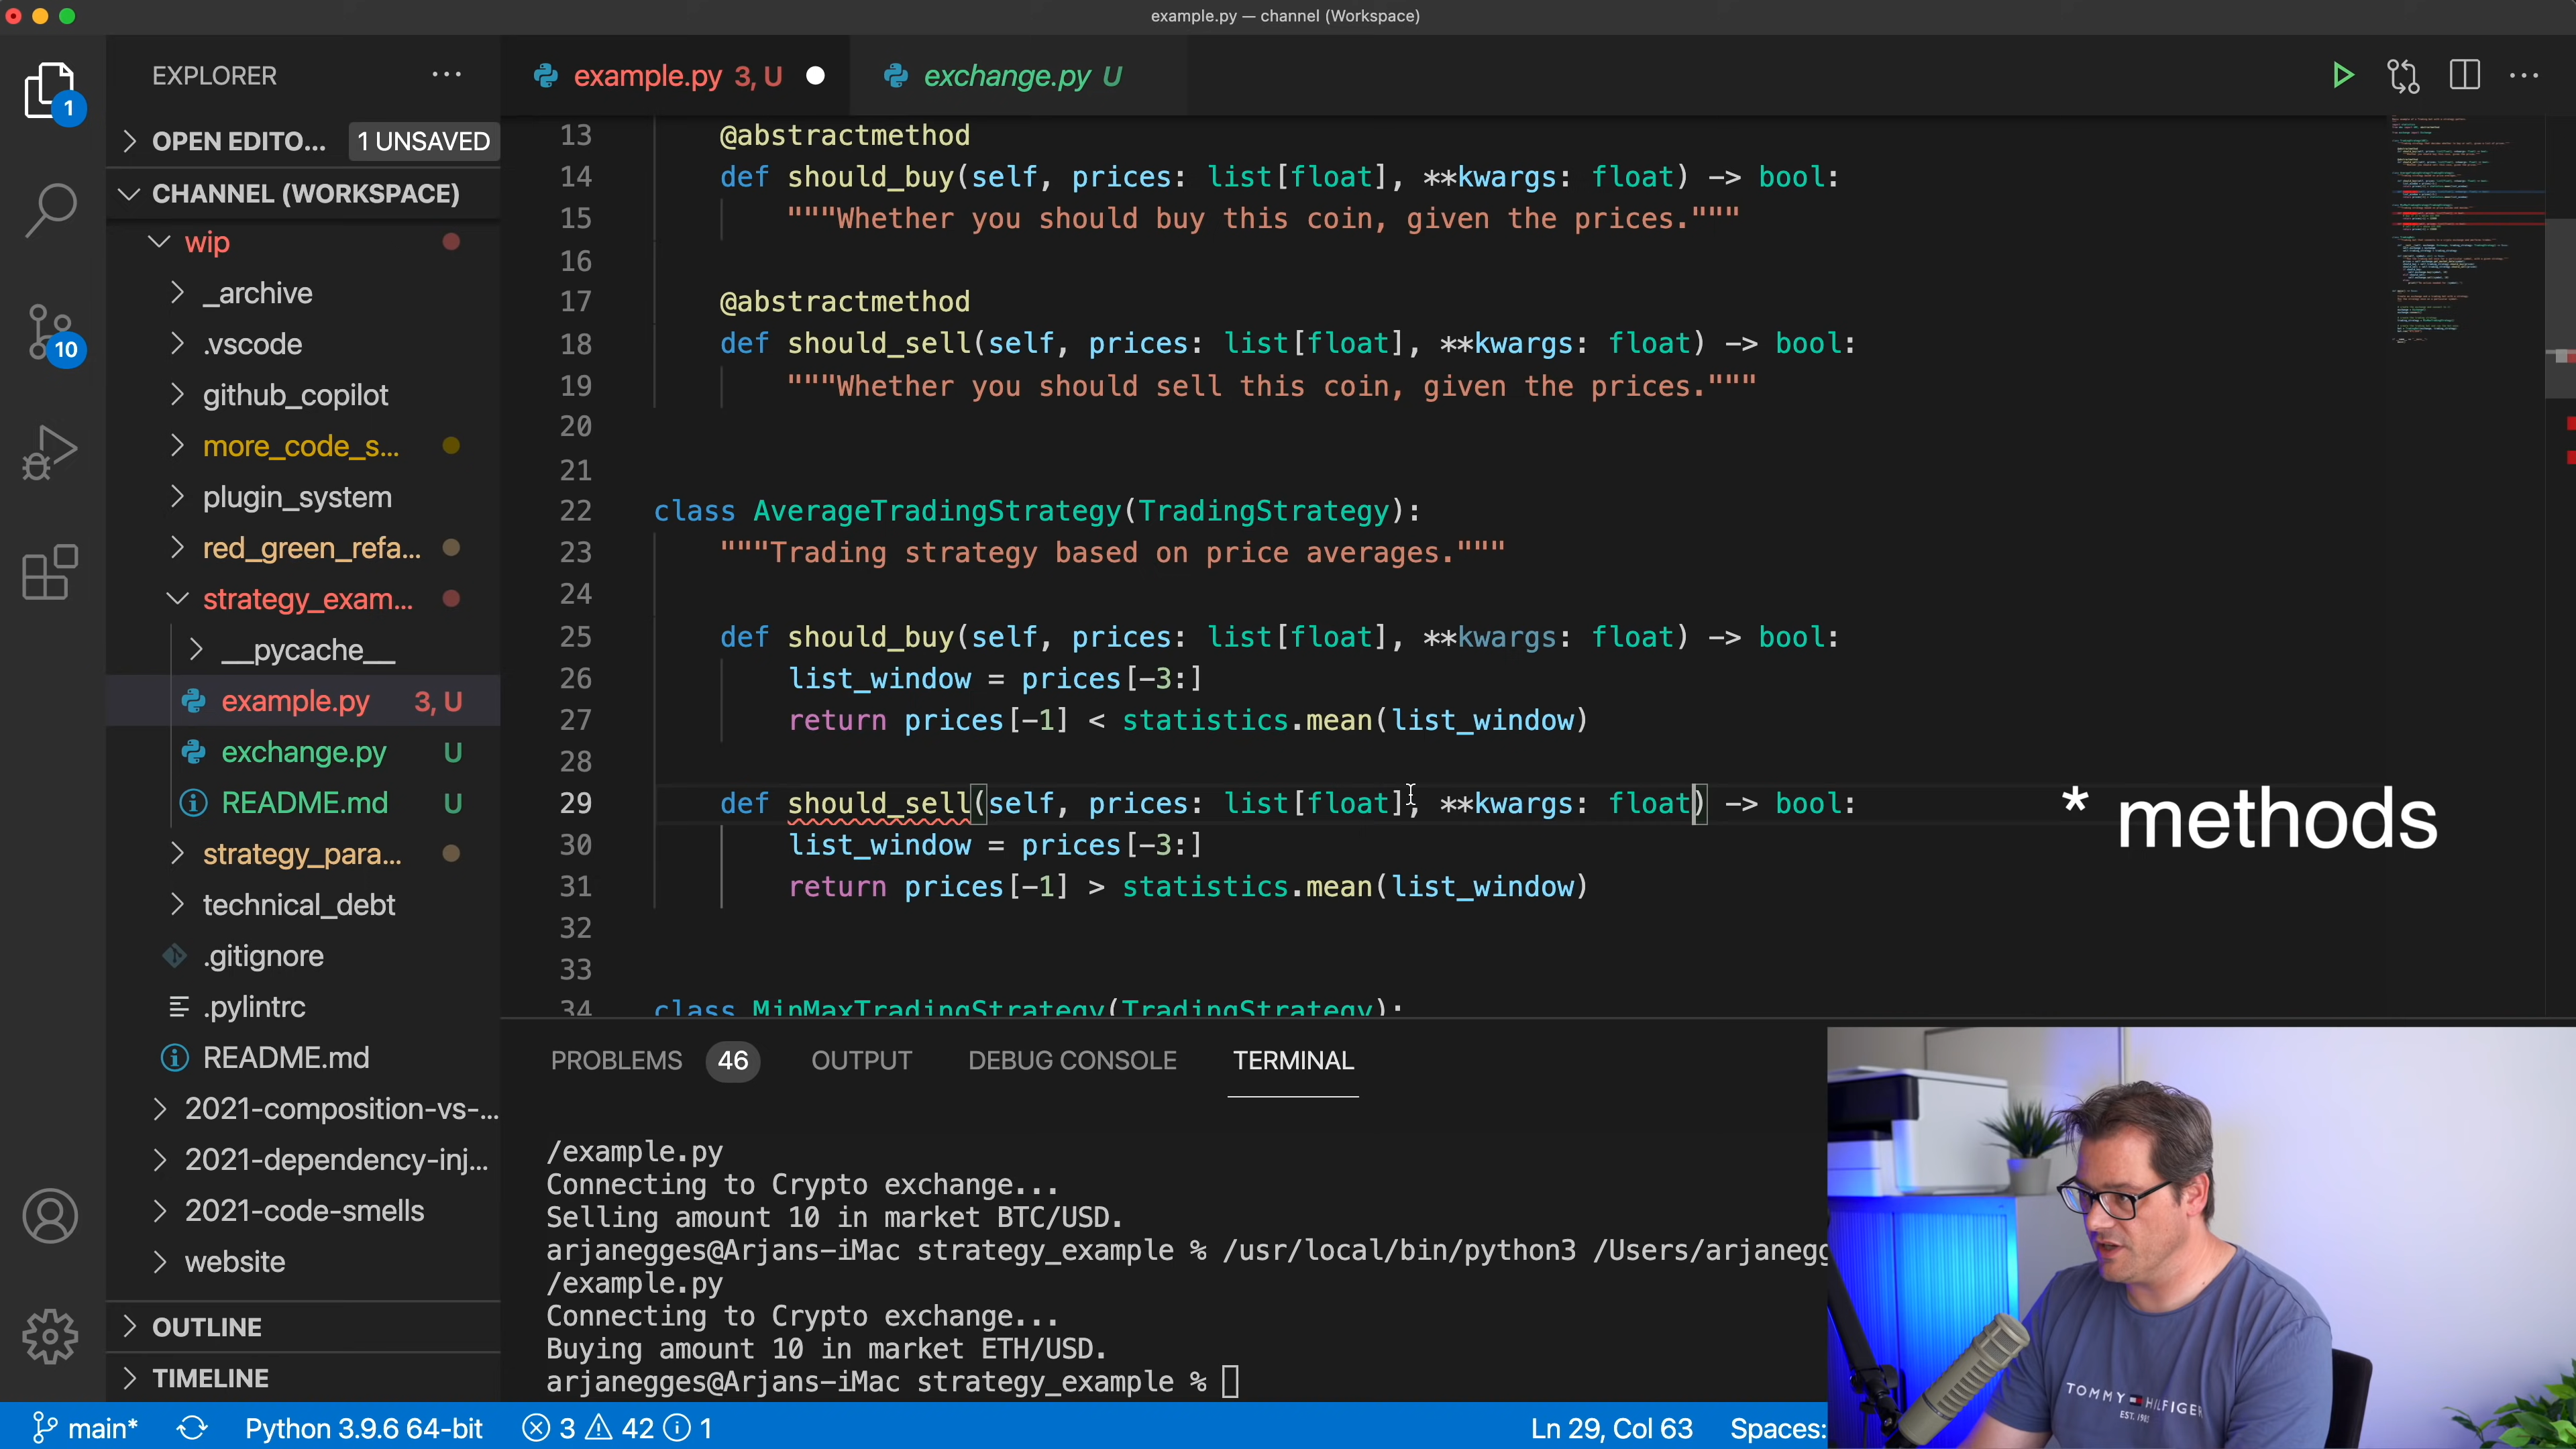 example.py — channel (Workspace)
1
EXPLORER
example.py 3, U
exchange.py U
OPEN EDITO... 1 UNSAVED
CHANNEL (WORKSPACE)
wip
_archive
.vscode
github_copilot
more_code_s...
plugin_system
red_green_refa...
strategy_exam...
__pycache__
example.py 3, U
exchange.py U
README.md U
strategy_para...
technical_debt
.gitignore
.pylintrc
README.md
2021-composition-vs-...
2021-dependency-inj...
2021-code-smells
website
OUTLINE
TIMELINE
10
13 @abstractmethod
14 def should_buy(self, prices: list[float], **kwargs: float) -> bool:
15 """Whether you should buy this coin, given the prices."""
16
17 @abstractmethod
18 def should_sell(self, prices: list[float], **kwargs: float) -> bool:
19 """Whether you should sell this coin, given the prices."""
20
21
22 class AverageTradingStrategy(TradingStrategy):
23 """Trading strategy based on price averages."""
24
25 def should_buy(self, prices: list[float], **kwargs: float) -> bool:
26 list_window = prices[-3:]
27 return prices[-1] < statistics.mean(list_window)
28
29 def should_sell(self, prices: list[float], **kwargs: float) -> bool:
30 list_window = prices[-3:]
31 return prices[-1] > statistics.mean(list_window)
32
33
34 class MinMaxTradingStrategy(TradingStrategy):
* methods
PROBLEMS 46 OUTPUT DEBUG CONSOLE TERMINAL
/example.py
Connecting to Crypto exchange...
Selling amount 10 in market BTC/USD.
arjanegges@Arjans-iMac strategy_example % /usr/local/bin/python3 /Users/arjanegg
/example.py
Connecting to Crypto exchange...
Buying amount 10 in market ETH/USD.
arjanegges@Arjans-iMac strategy_example %
TOMMY HILFIGER
EST. 1985
main* Python 3.9.6 64-bit 3 42 1 Ln 29, Col 63 Spaces: